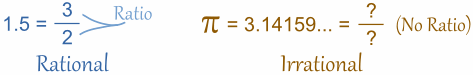 1.5 = 3/2 Ratio
Rational
π = 3.14159... = ?/? (No Ratio)
Irrational